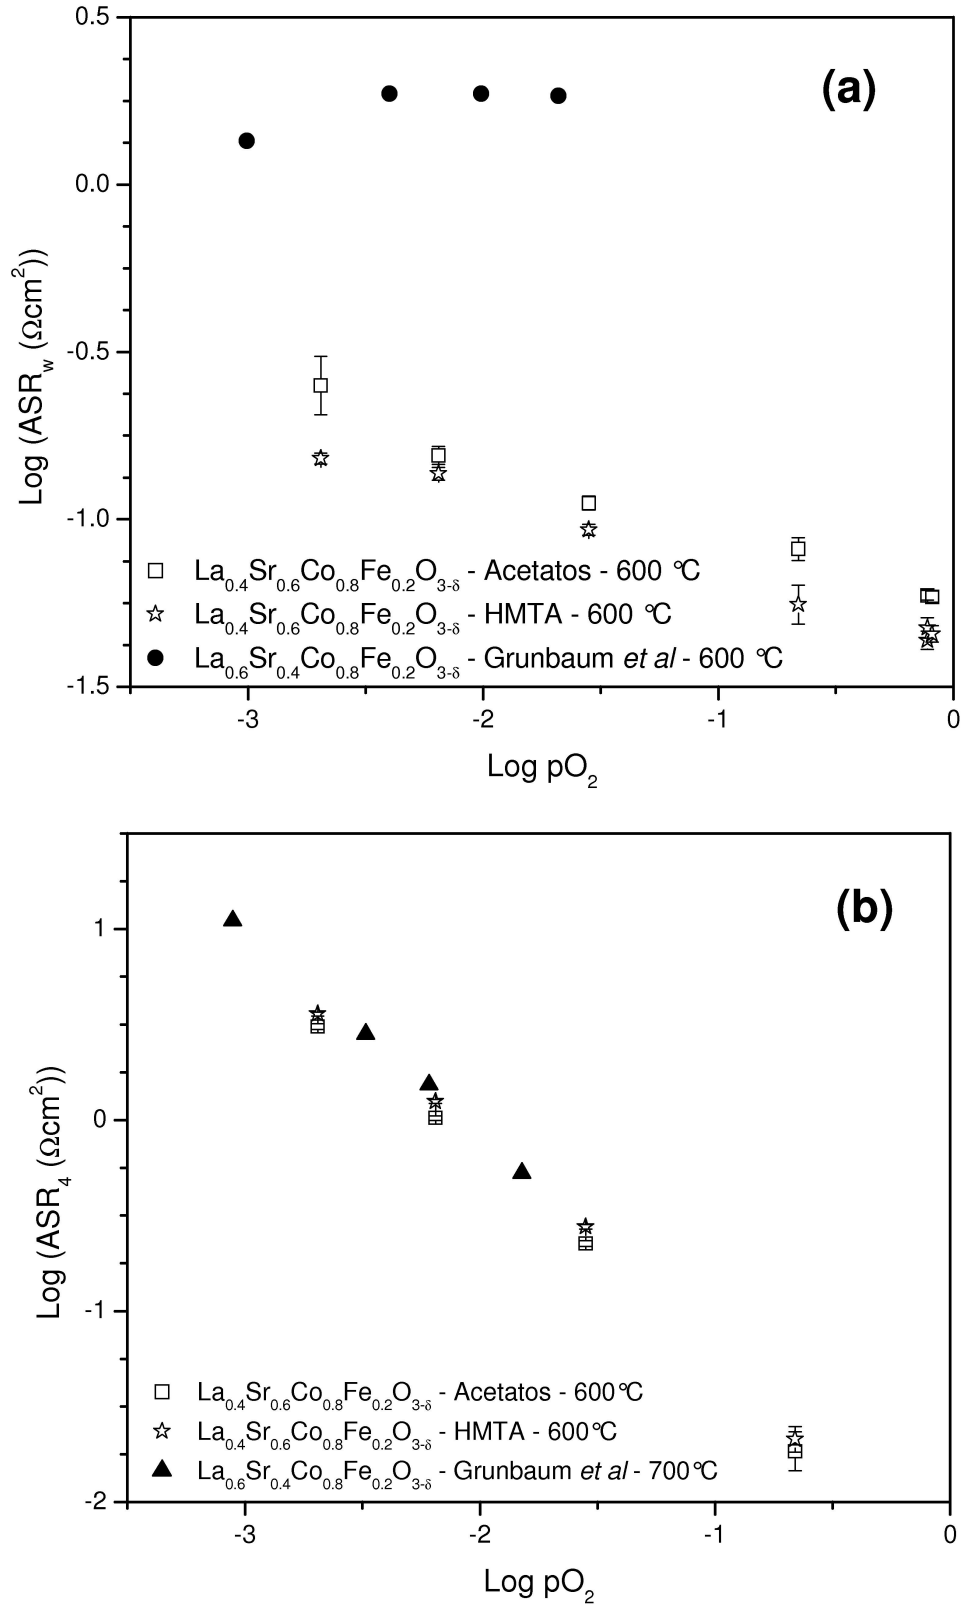 0.5
(a)
0.0
-0.5
-1.0
-1.5
Log (ASR_w (Ωcm²))
La₀.₄Sr₀.₆Co₀.₈Fe₀.₂O₃₋δ - Acetatos - 600 °C
La₀.₄Sr₀.₆Co₀.₈Fe₀.₂O₃₋δ - HMTA - 600 °C
La₀.₆Sr₀.₄Co₀.₈Fe₀.₂O₃₋δ - Grunbaum et al - 600 °C
-3 -2 -1 0
Log pO₂
(b)
1
0
-1
-2
Log (ASR₄ (Ωcm²))
La₀.₄Sr₀.₆Co₀.₈Fe₀.₂O₃₋δ - Acetatos - 600°C
La₀.₄Sr₀.₆Co₀.₈Fe₀.₂O₃₋δ - HMTA - 600°C
La₀.₆Sr₀.₄Co₀.₈Fe₀.₂O₃₋δ - Grunbaum et al - 700°C
-3 -2 -1 0
Log pO₂